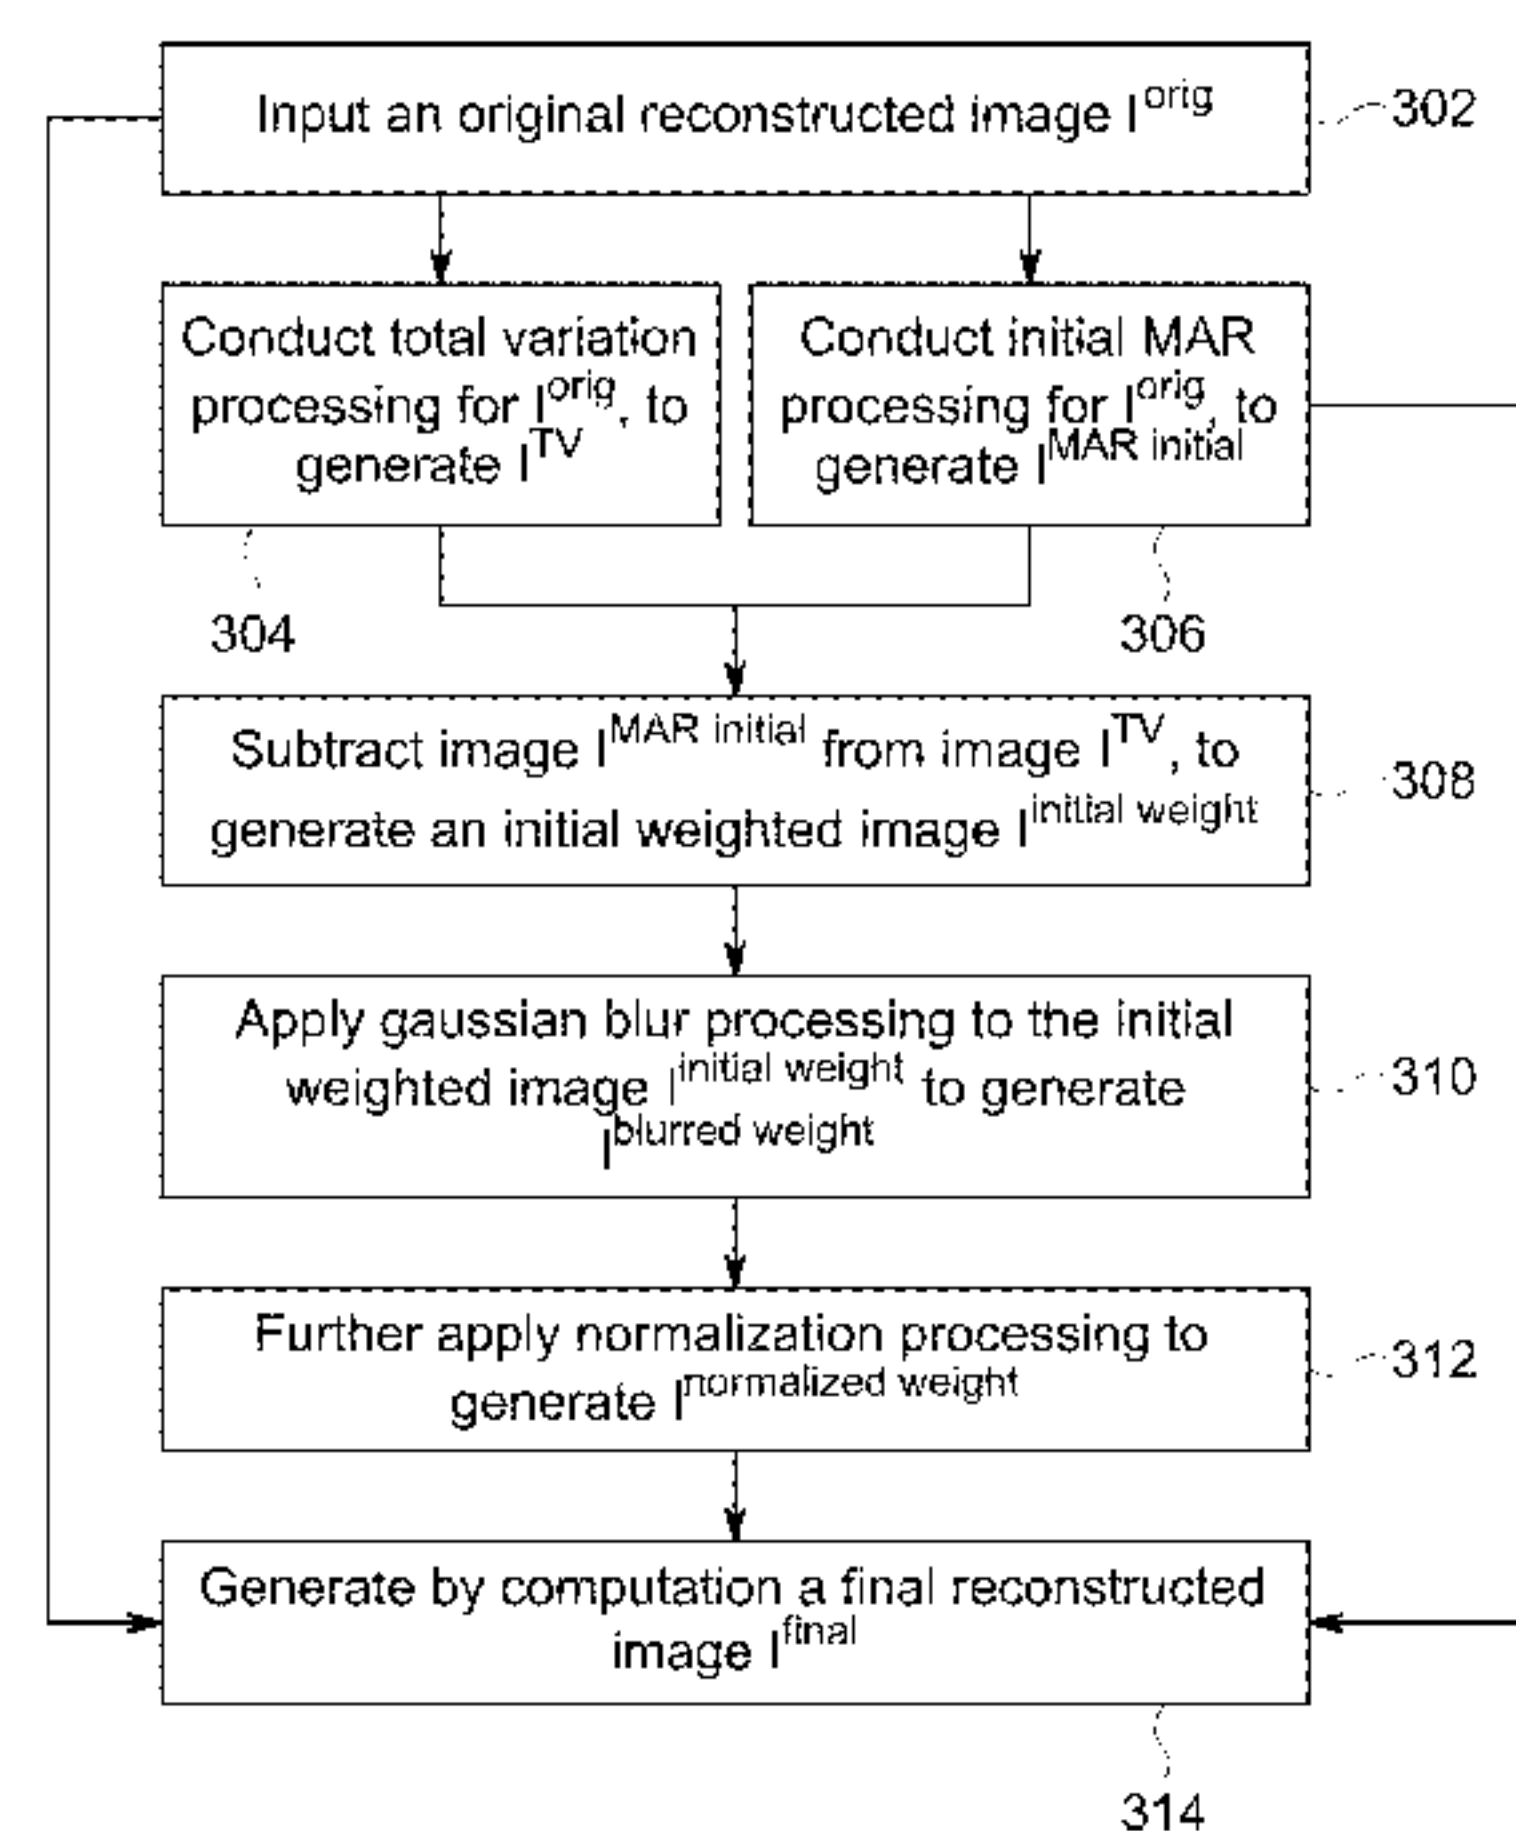 Input an original reconstructed image I^orig
302
Conduct total variation
processing for I^orig, to
generate I^TV
304
Conduct initial MAR
processing for I^orig, to
generate I^MAR initial
306
Subtract image I^MAR initial from image I^TV, to
generate an initial weighted image I^initial weight
308
Apply gaussian blur processing to the initial
weighted image I^initial weight to generate
I^blurred weight
310
Further apply normalization processing to
generate I^normalized weight
312
Generate by computation a final reconstructed
image I^final
314